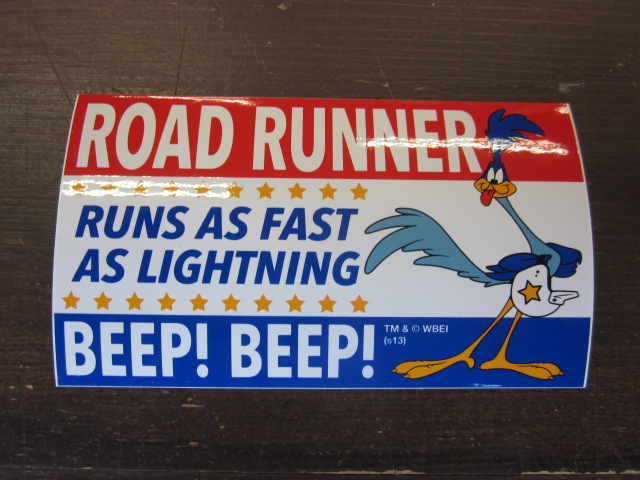 ROAD RUNNER
RUNS AS FAST
AS LIGHTNING
BEEP! BEEP!
TM & © WBEI
(s13)